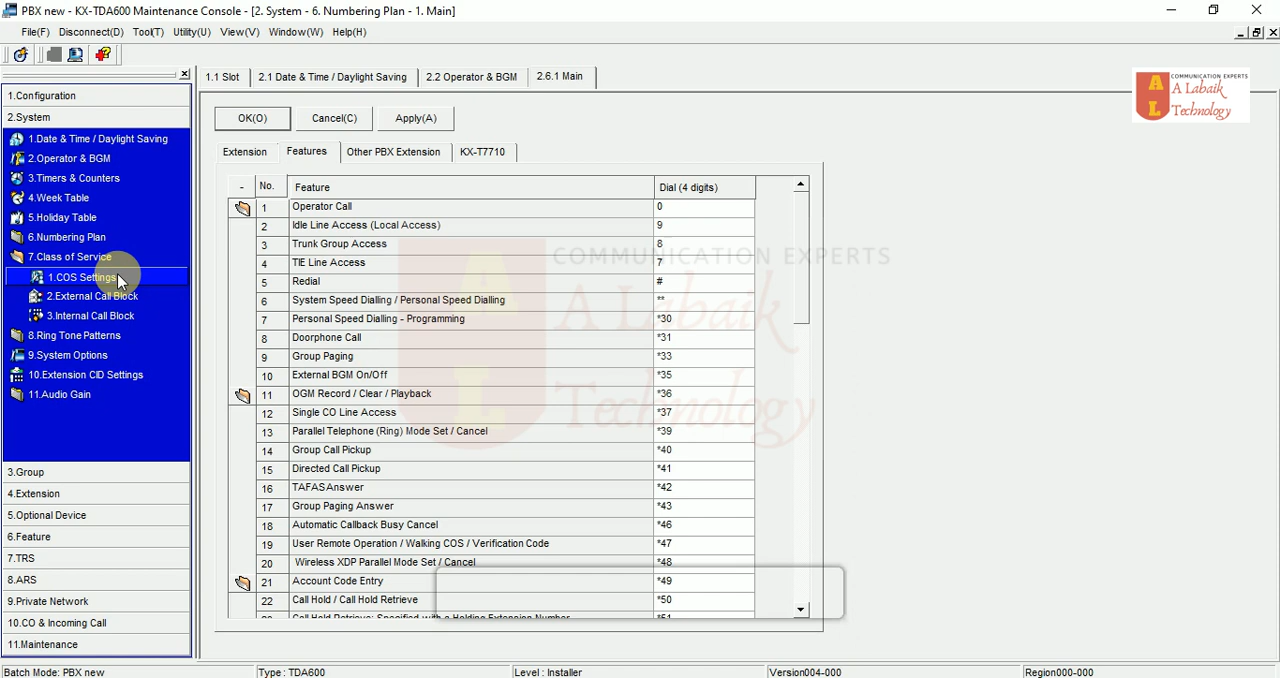 PBX new - KX-TDA600 Maintenance Console - [2. System - 6. Numbering Plan - 1. Main]
File(F) Disconnect(D) Tool(T) Utility(U) View(V) Window(W) Help(H)
1.Configuration
2.System
1.Date & Time / Daylight Saving
2.Operator & BGM
3.Timers & Counters
4.Week Table
5.Holiday Table
6.Numbering Plan
7.Class of Service
1.COS Settings
2.External Call Block
3.Internal Call Block
8.Ring Tone Patterns
9.System Options
10.Extension CID Settings
11.Audio Gain
3.Group
4.Extension
5.Optional Device
6.Feature
7.TRS
8.ARS
9.Private Network
10.CO & Incoming Call
11.Maintenance
1.1 Slot 2.1 Date & Time / Daylight Saving 2.2 Operator & BGM 2.6.1 Main
A L
COMMUNICATION EXPERTS
A Labaik
Technology
OK(O) Cancel(C) Apply(A)
Extension Features Other PBX Extension KX-T7710
- No. Feature Dial (4 digits)
1 Operator Call 0
2 Idle Line Access (Local Access) 9
3 Trunk Group Access 8
4 TIE Line Access 7
5 Redial #
6 System Speed Dialling / Personal Speed Dialling **
7 Personal Speed Dialling - Programming *30
8 Doorphone Call *31
9 Group Paging *33
10 External BGM On/Off *35
11 OGM Record / Clear / Playback *36
12 Single CO Line Access *37
13 Parallel Telephone (Ring) Mode Set / Cancel *39
14 Group Call Pickup *40
15 Directed Call Pickup *41
16 TAFAS Answer *42
17 Group Paging Answer *43
18 Automatic Callback Busy Cancel *46
19 User Remote Operation / Walking COS / Verification Code *47
20 Wireless XDP Parallel Mode Set / Cancel *48
21 Account Code Entry *49
22 Call Hold / Call Hold Retrieve *50
Call Hold Retrieve: Specified with a Holding Extension Number *51
A L
COMMUNICATION EXPERTS
A Labaik
Technology
Batch Mode: PBX new Type : TDA600 Level : Installer Version004-000 Region000-000